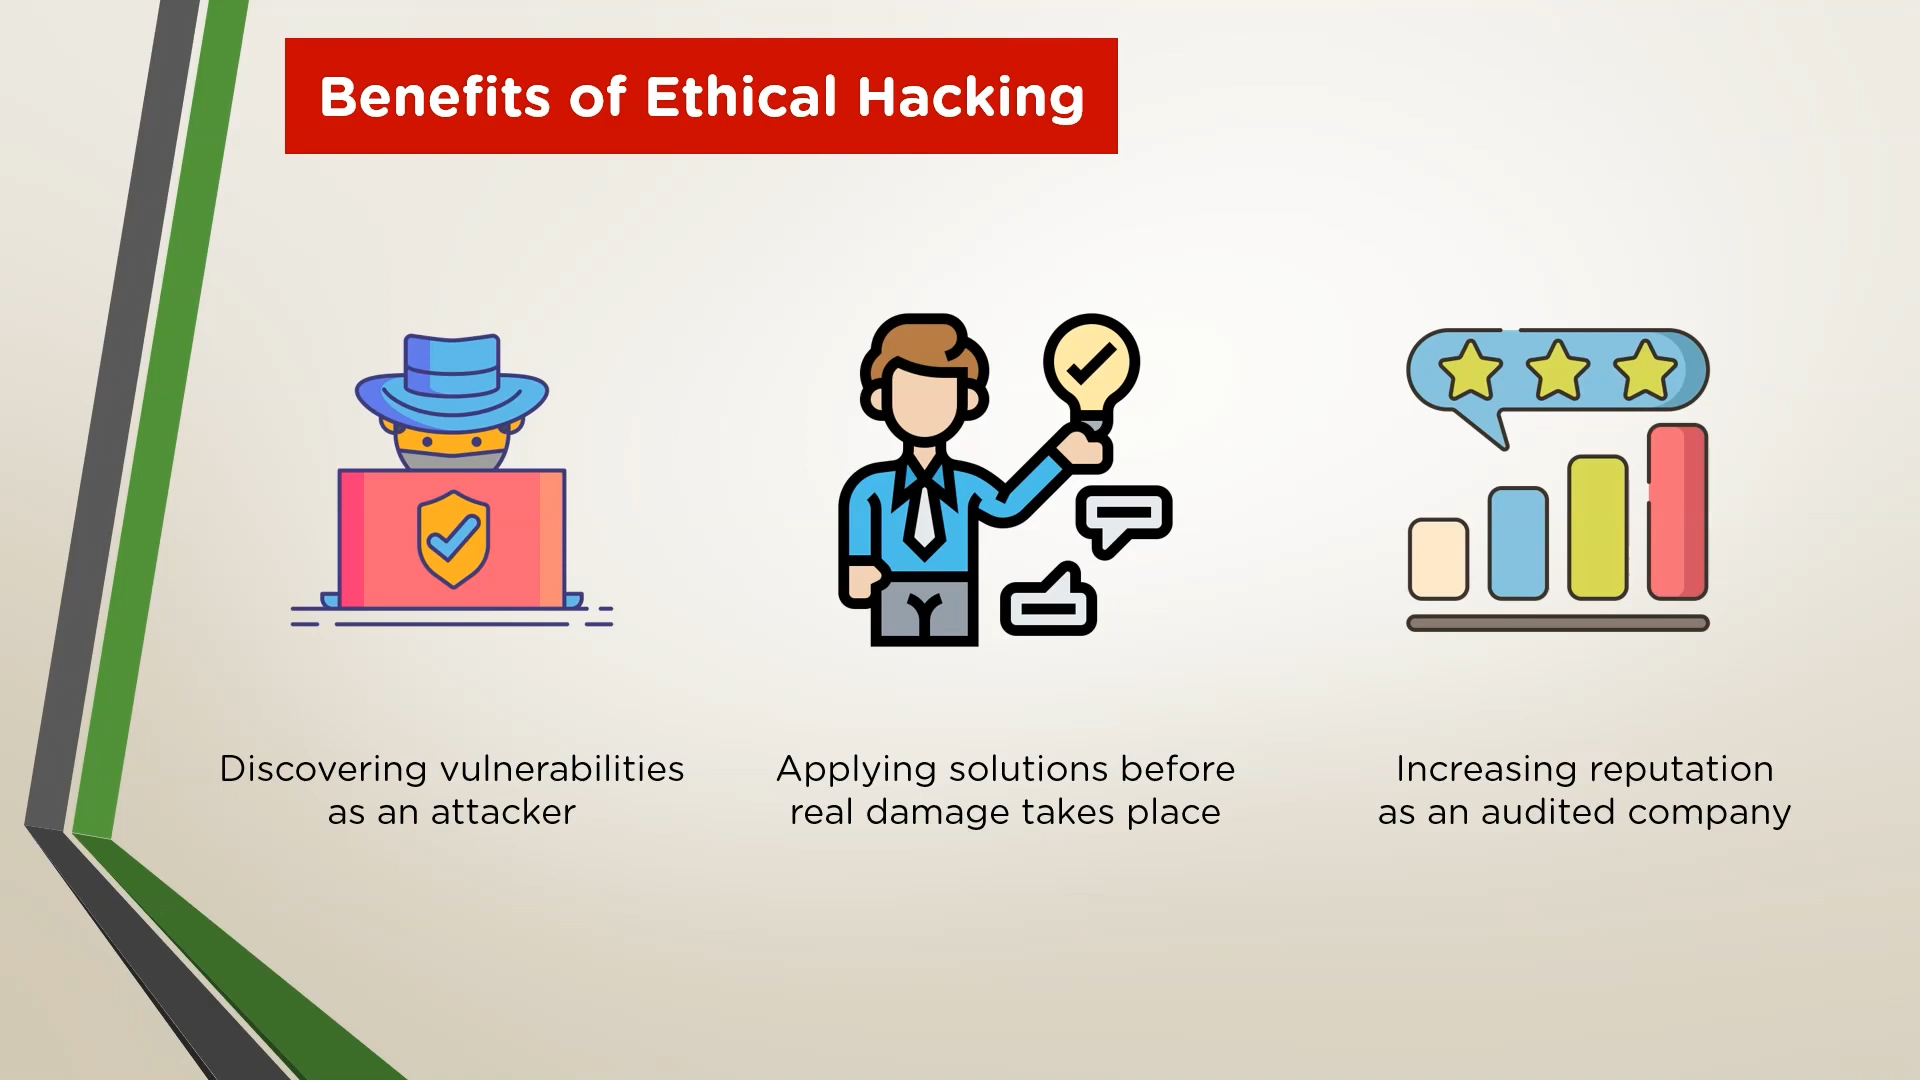 Benefits of Ethical Hacking
Discovering vulnerabilities
as an attacker
Applying solutions before
real damage takes place
Increasing reputation
as an audited company